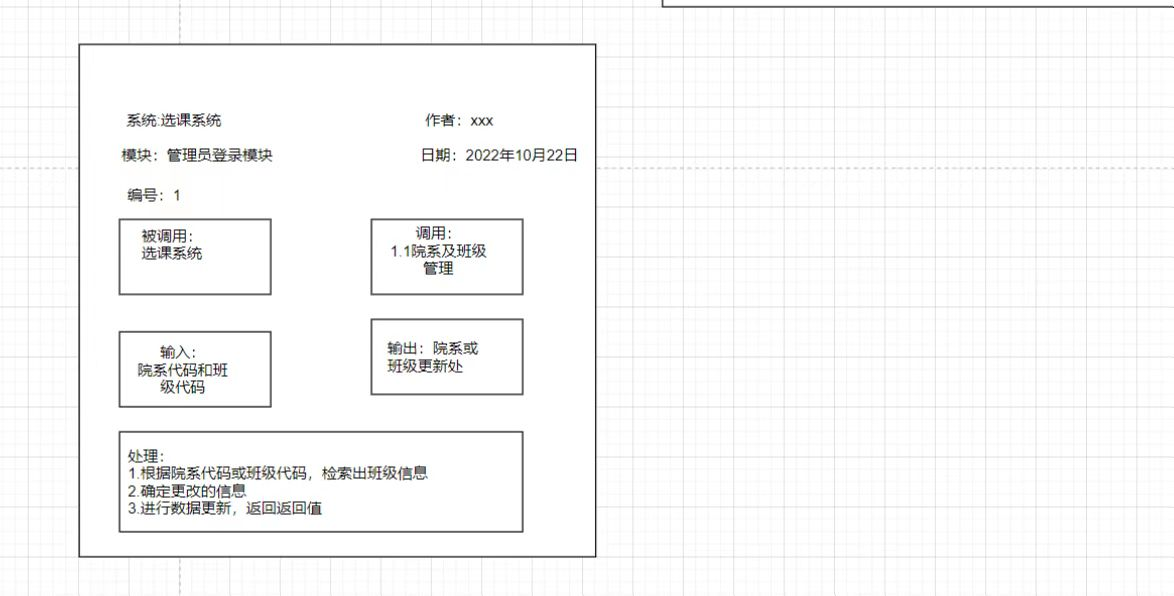 系统:选课系统
作者：xxx
模块：管理员登录模块
日期：2022年10月22日
编号：1
被调用：
选课系统
调用：
1.1院系及班级
管理
输入：
院系代码和班
级代码
输出：院系或
班级更新处
处理：
1.根据院系代码或班级代码，检索出班级信息
2.确定更改的信息
3.进行数据更新，返回返回值